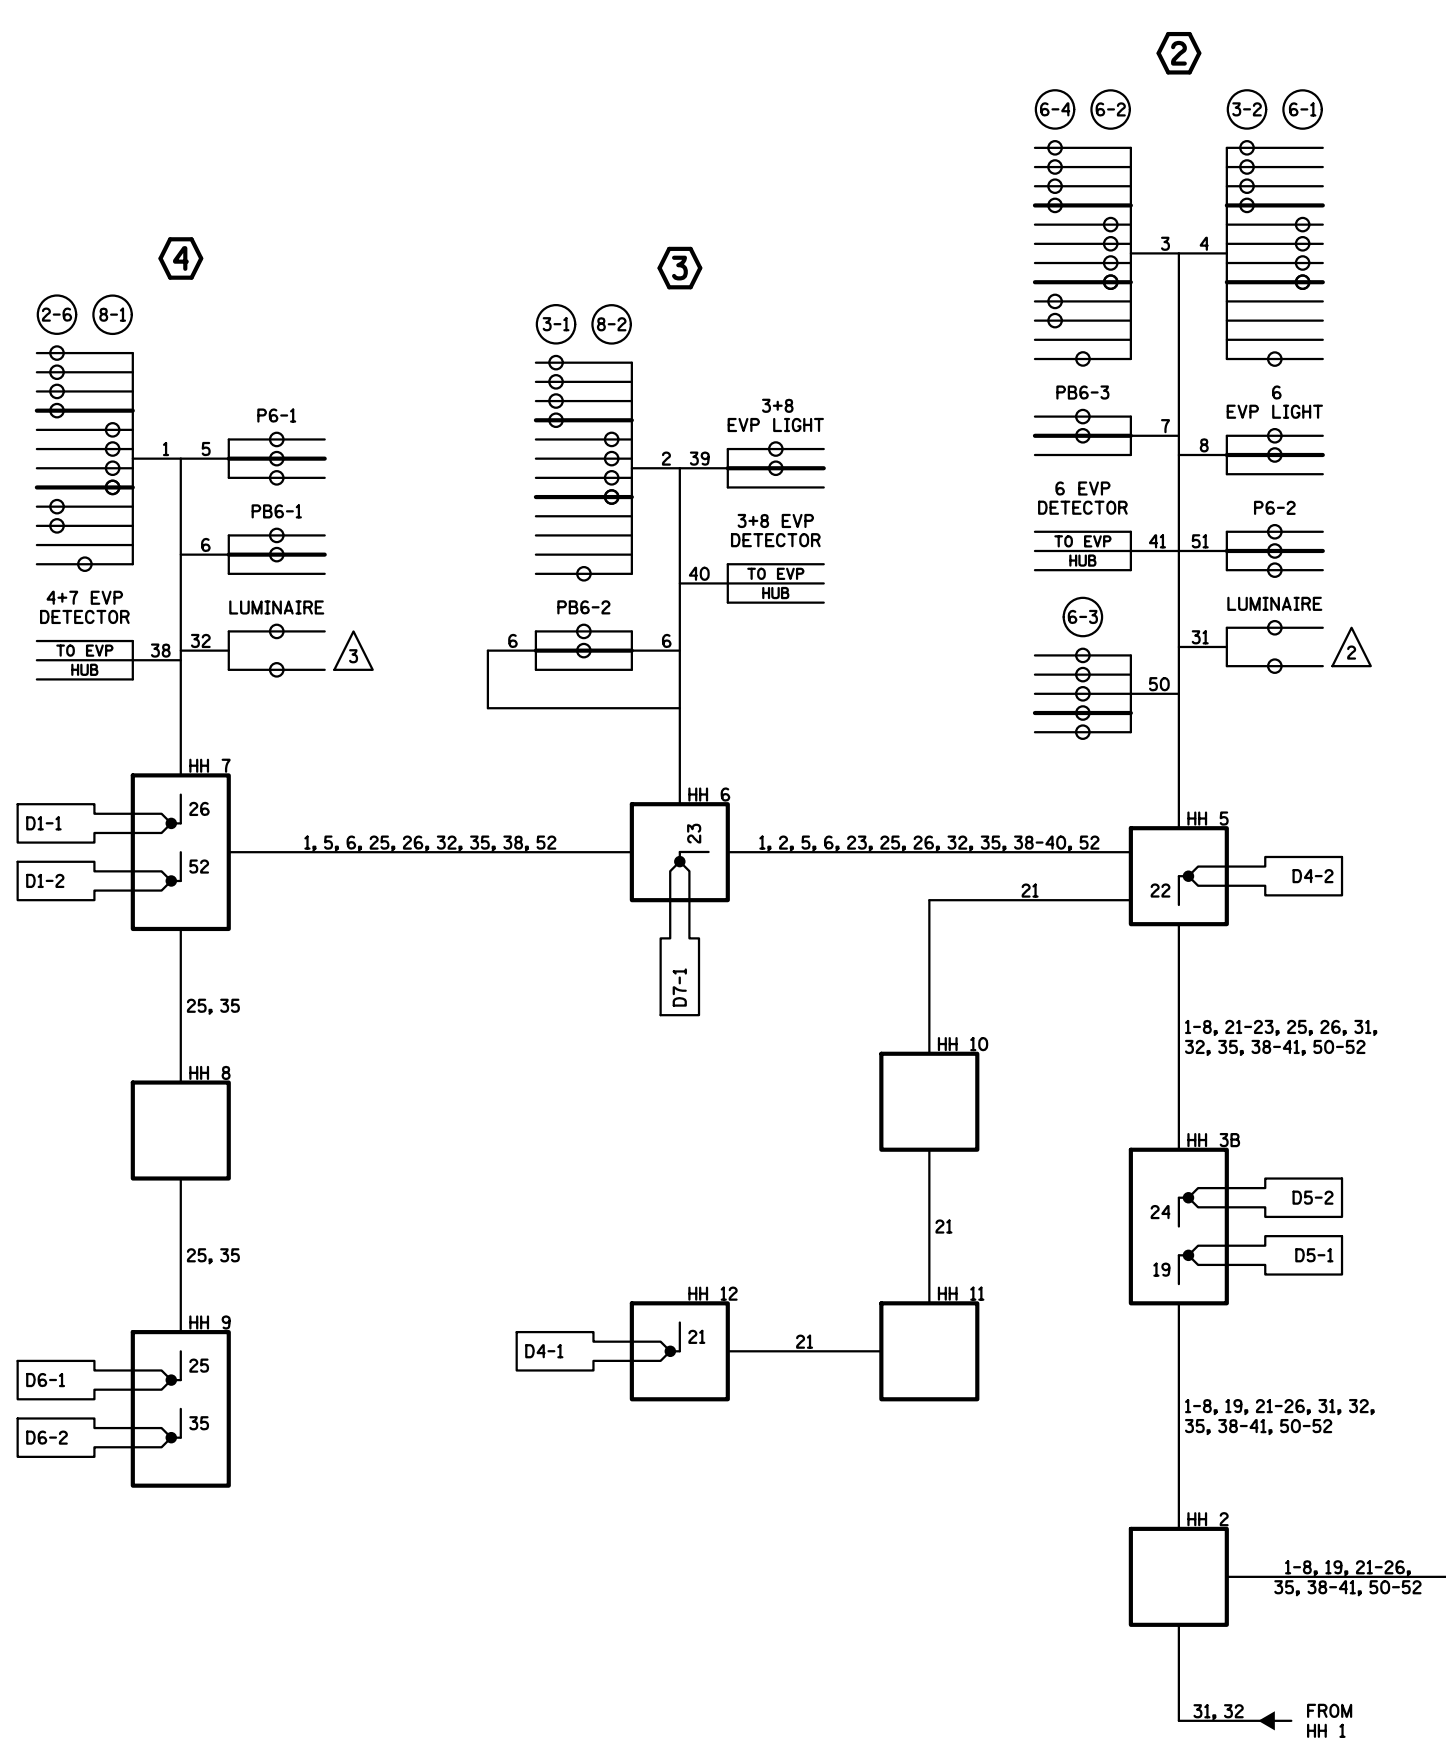 2
6-4 6-2 3-2 6-1
3 4
4
3
2-6 8-1
3-1 8-2
PB6-3
7
6
EVP LIGHT
8
P6-1
1 5
3+8
EVP LIGHT
2 39
PB6-1
6
6 EVP
DETECTOR
TO EVP
HUB
41 51
P6-2
3+8 EVP
DETECTOR
40
TO EVP
HUB
4+7 EVP
DETECTOR
TO EVP
HUB
38
LUMINAIRE
32
3
PB6-2
6 6
6-3
50
LUMINAIRE
31
2
HH 7
D1-1
26
D1-2
52
1, 5, 6, 25, 26, 32, 35, 38, 52
HH 6
23
D7-1
1, 2, 5, 6, 23, 25, 26, 32, 35, 38-40, 52
HH 5
22
D4-2
21
25, 35
1-8, 21-23, 25, 26, 31,
32, 35, 38-41, 50-52
HH 8
HH 10
HH 3B
24
D5-2
19
D5-1
25, 35
21
HH 9
D6-1
25
D6-2
35
HH 12
D4-1
21
21
HH 11
1-8, 19, 21-26, 31, 32,
35, 38-41, 50-52
HH 2
1-8, 19, 21-26,
35, 38-41, 50-52
31, 32
FROM
HH 1